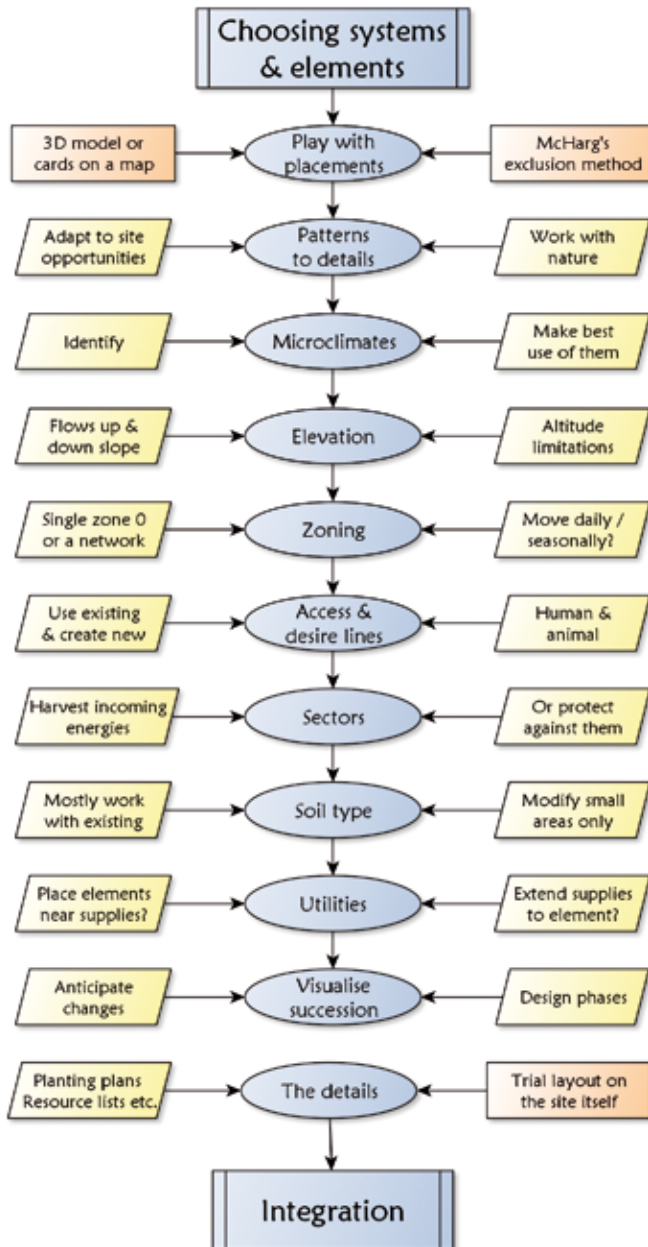 Choosing systems
& elements
3D model or
cards on a map
Play with
placements
McHarg's
exclusion method
Adapt to site
opportunities
Patterns
to details
Work with
nature
Identify
Microclimates
Make best
use of them
Flows up &
down slope
Elevation
Altitude
limitations
Single zone 0
or a network
Zoning
Move daily /
seasonally?
Use existing
& create new
Access &
desire lines
Human &
animal
Harvest incoming
energies
Sectors
Or protect
against them
Mostly work
with existing
Soil type
Modify small
areas only
Place elements
near supplies?
Utilities
Extend supplies
to element?
Anticipate
changes
Visualise
succession
Design phases
Planting plans
Resource lists etc.
The details
Trial layout on
the site itself
Integration